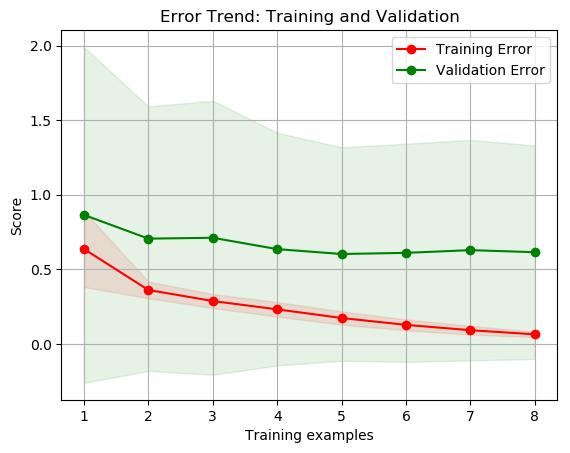 Error Trend: Training and Validation
Training Error
Validation Error
2.0
1.5
1.0
0.5
0.0
Score
1 2 3 4 5 6 7 8
Training examples